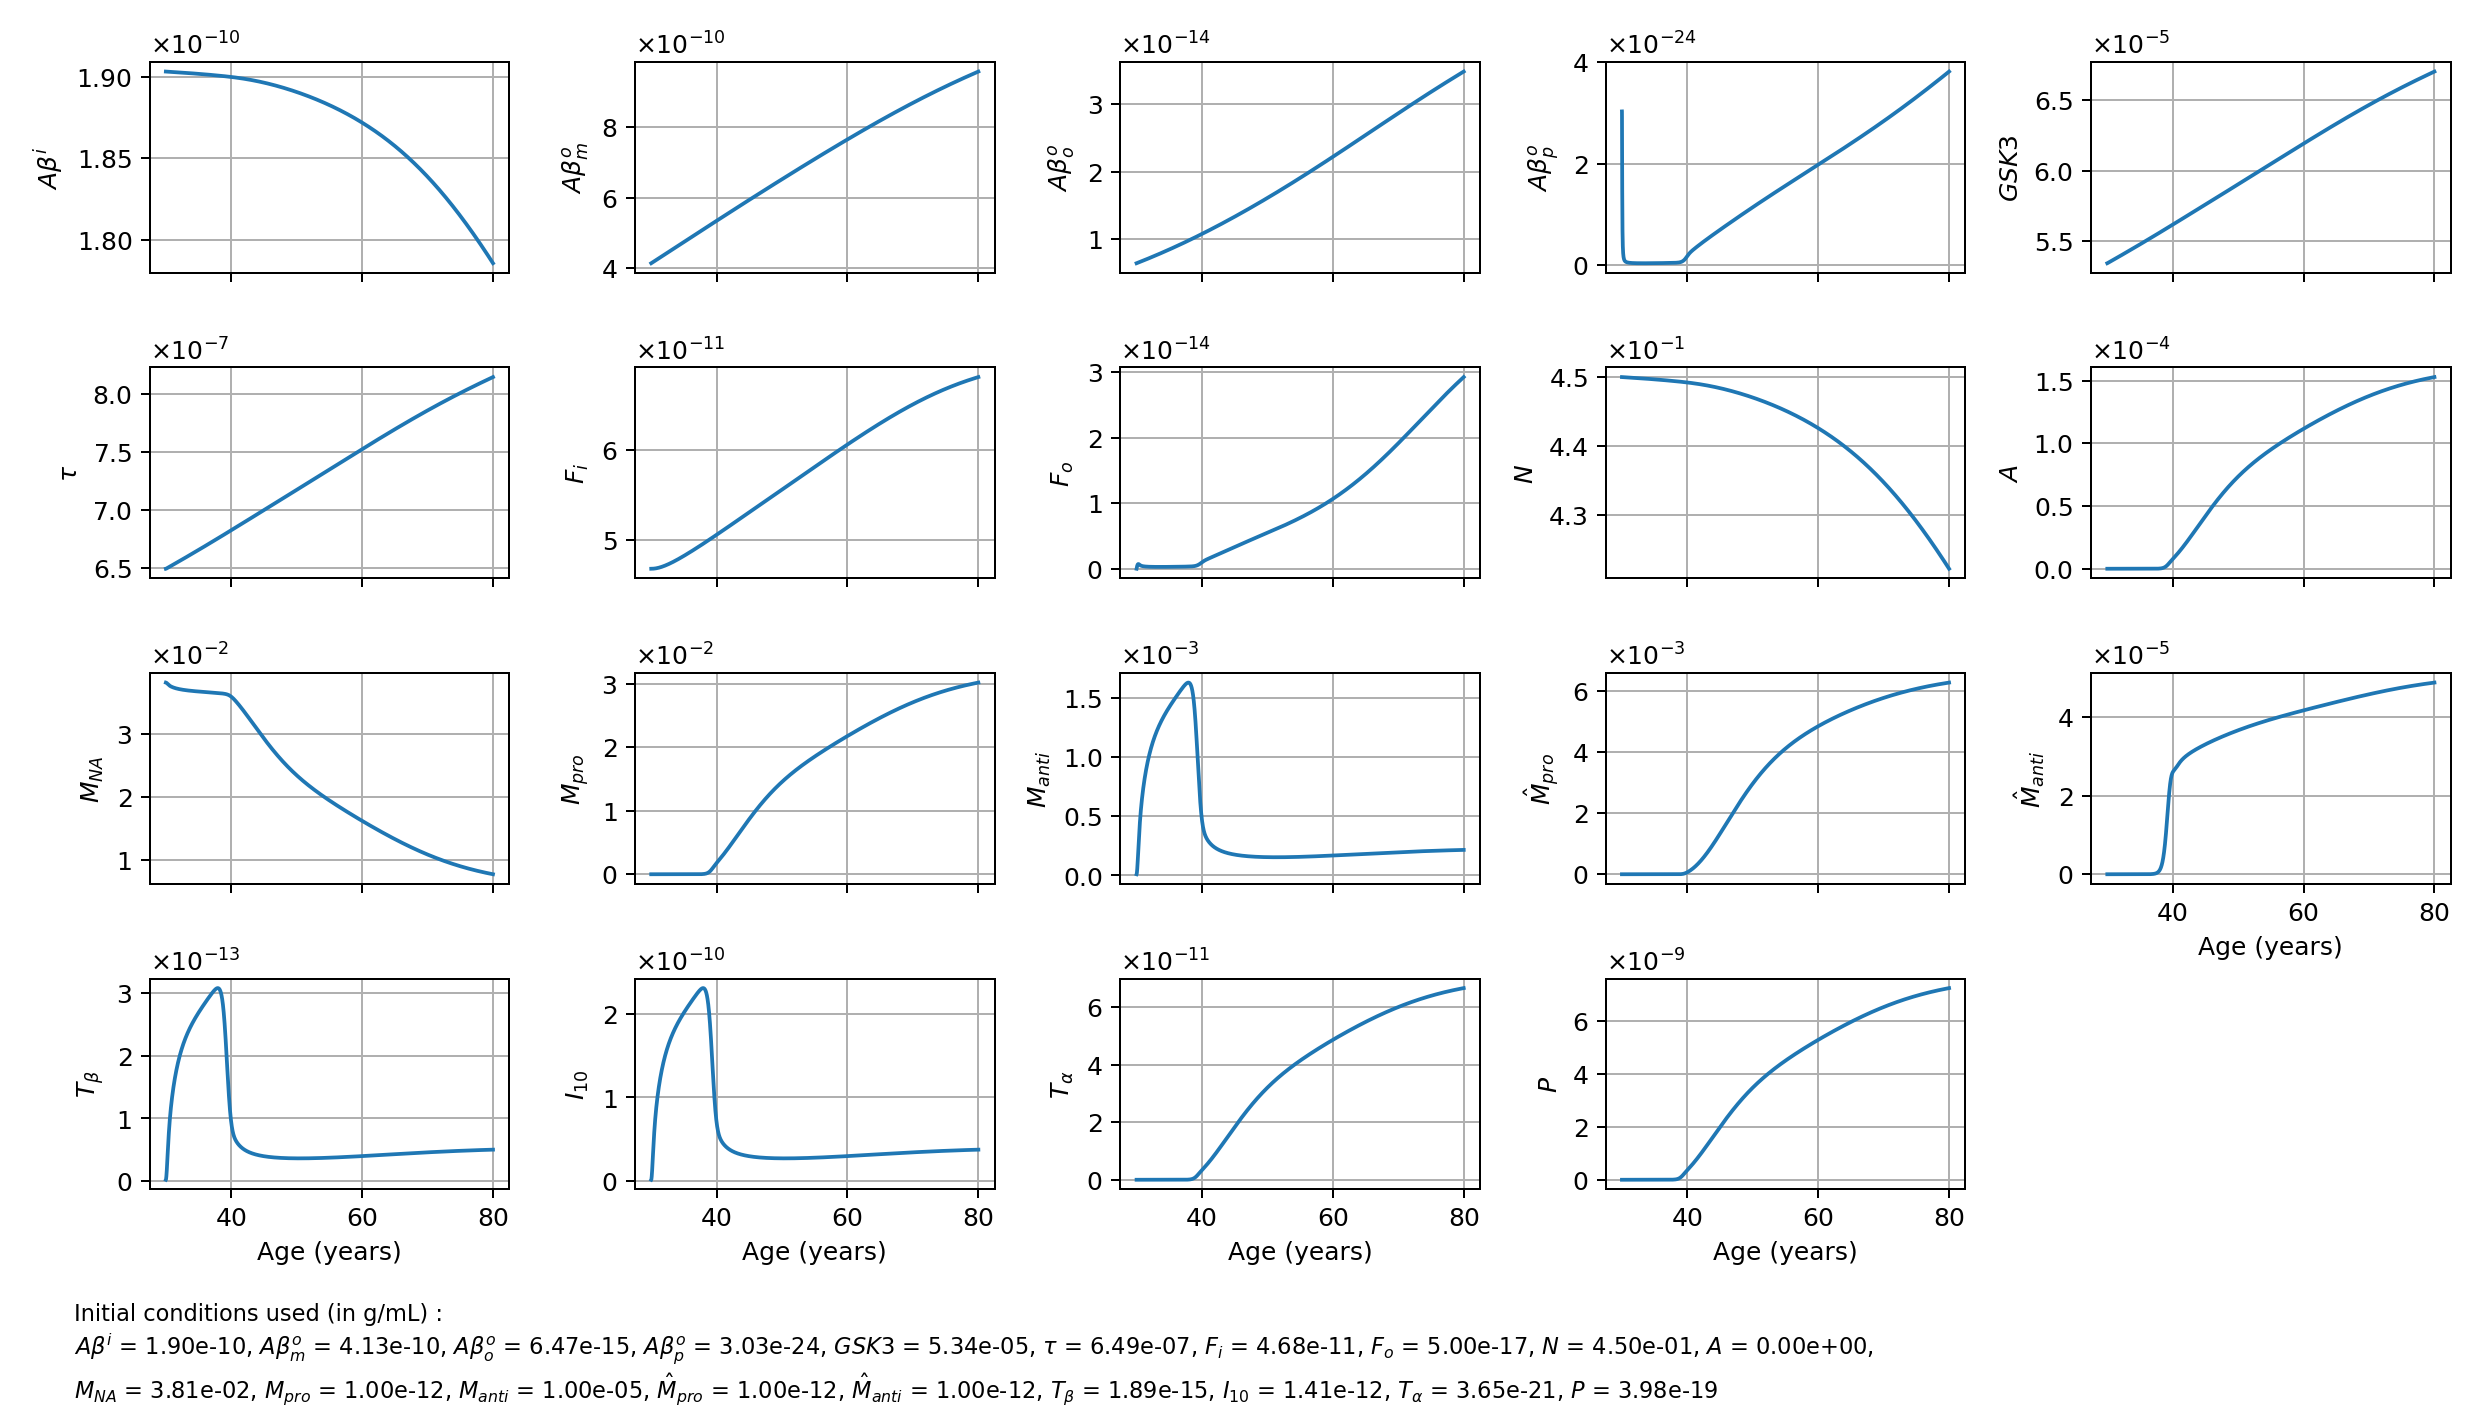 ×10⁻¹⁰ ×10⁻¹⁰ ×10⁻¹⁴ ×10⁻²⁴ ×10⁻⁵
Aβⁱ 1.90 1.85 1.80
Aβₘᵒ 8 6 4
Aβₒᵒ 3 2 1
Aβₚᵒ 4 2 0
GSK3 6.5 6.0 5.5
×10⁻⁷ ×10⁻¹¹ ×10⁻¹⁴ ×10⁻¹ ×10⁻⁴
τ 8.0 7.5 7.0 6.5
Fᵢ 6 5
Fₒ 3 2 1 0
N 4.5 4.4 4.3
A 1.5 1.0 0.5 0.0
×10⁻² ×10⁻² ×10⁻³ ×10⁻³ ×10⁻⁵
M_NA 3 2 1
M_pro 3 2 1 0
M_anti 1.5 1.0 0.5 0.0
M̂_pro 6 4 2 0
M̂_anti 4 2 0
40 60 80
Age (years)
×10⁻¹³ ×10⁻¹⁰ ×10⁻¹¹ ×10⁻⁹
T_β 3 2 1 0
I₁₀ 2 1 0
T_α 6 4 2 0
P 6 4 2 0
40 60 80 40 60 80 40 60 80 40 60 80
Age (years) Age (years) Age (years) Age (years)
Initial conditions used (in g/mL) :
Aβⁱ = 1.90e-10, Aβₘᵒ = 4.13e-10, Aβₒᵒ = 6.47e-15, Aβₚᵒ = 3.03e-24, GSK3 = 5.34e-05, τ = 6.49e-07, Fᵢ = 4.68e-11, Fₒ = 5.00e-17, N = 4.50e-01, A = 0.00e+00,
M_NA = 3.81e-02, M_pro = 1.00e-12, M_anti = 1.00e-05, M̂_pro = 1.00e-12, M̂_anti = 1.00e-12, T_β = 1.89e-15, I₁₀ = 1.41e-12, T_α = 3.65e-21, P = 3.98e-19